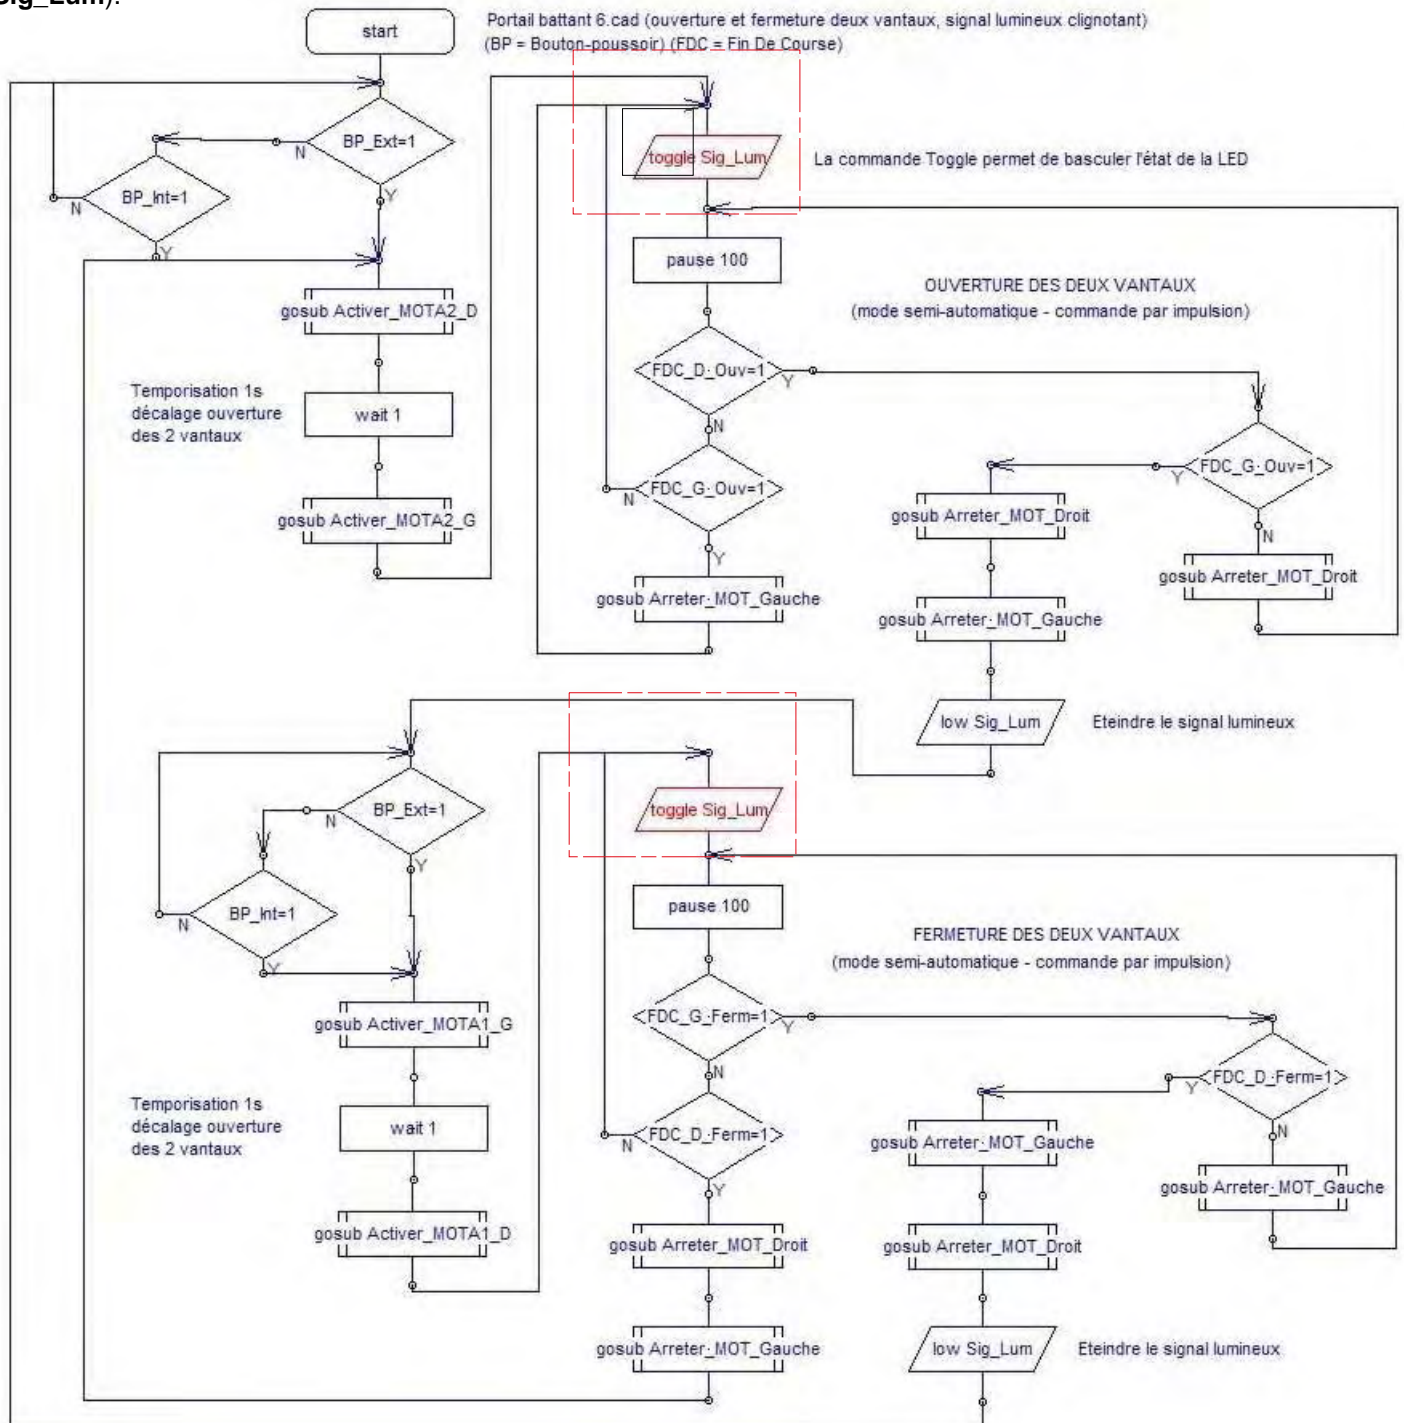 Sig_Lum).
start
Portail battant 6.cad (ouverture et fermeture deux vantaux, signal lumineux clignotant)
(BP = Bouton-poussoir) (FDC = Fin De Course)
BP_Ext=1
N
Y
BP_Int=1
N
Y
gosub Activer_MOTA2_D
Temporisation 1s
décalage ouverture
des 2 vantaux
wait 1
gosub Activer_MOTA2_G
toggle Sig_Lum
La commande Toggle permet de basculer l'état de la LED
pause 100
OUVERTURE DES DEUX VANTAUX
(mode semi-automatique - commande par impulsion)
FDC_D_Ouv=1
Y
N
FDC_G_Ouv=1
N
Y
gosub Arreter_MOT_Gauche
FDC_G_Ouv=1
Y
N
gosub Arreter_MOT_Droit
gosub Arreter_MOT_Droit
gosub Arreter_MOT_Gauche
low Sig_Lum
Eteindre le signal lumineux
BP_Ext=1
N
Y
BP_Int=1
N
Y
gosub Activer_MOTA1_G
Temporisation 1s
décalage ouverture
des 2 vantaux
wait 1
gosub Activer_MOTA1_D
toggle Sig_Lum
pause 100
FERMETURE DES DEUX VANTAUX
(mode semi-automatique - commande par impulsion)
FDC_G_Ferm=1
Y
N
FDC_D_Ferm=1
N
Y
gosub Arreter_MOT_Droit
gosub Arreter_MOT_Gauche
FDC_D_Ferm=1
Y
N
gosub Arreter_MOT_Gauche
gosub Arreter_MOT_Gauche
gosub Arreter_MOT_Droit
low Sig_Lum
Eteindre le signal lumineux